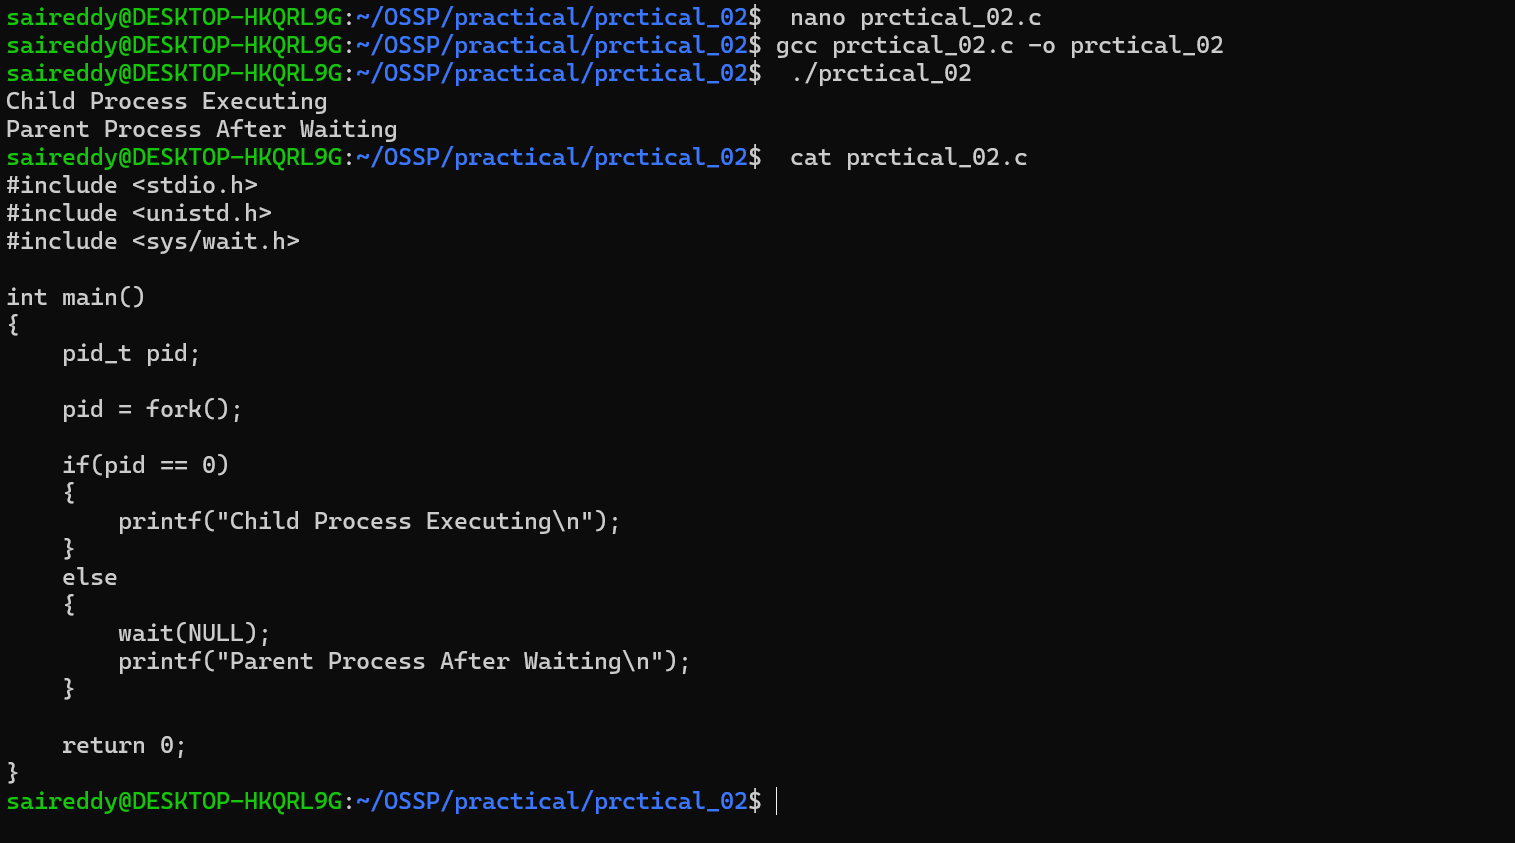 saireddy@DESKTOP-HKQRL9G:~/OSSP/practical/prctical_02$  nano prctical_02.c
saireddy@DESKTOP-HKQRL9G:~/OSSP/practical/prctical_02$ gcc prctical_02.c -o prctical_02
saireddy@DESKTOP-HKQRL9G:~/OSSP/practical/prctical_02$  ./prctical_02
Child Process Executing
Parent Process After Waiting
saireddy@DESKTOP-HKQRL9G:~/OSSP/practical/prctical_02$  cat prctical_02.c
#include <stdio.h>
#include <unistd.h>
#include <sys/wait.h>

int main()
{
    pid_t pid;

    pid = fork();

    if(pid == 0)
    {
        printf("Child Process Executing\n");
    }
    else
    {
        wait(NULL);
        printf("Parent Process After Waiting\n");
    }

    return 0;
}
saireddy@DESKTOP-HKQRL9G:~/OSSP/practical/prctical_02$